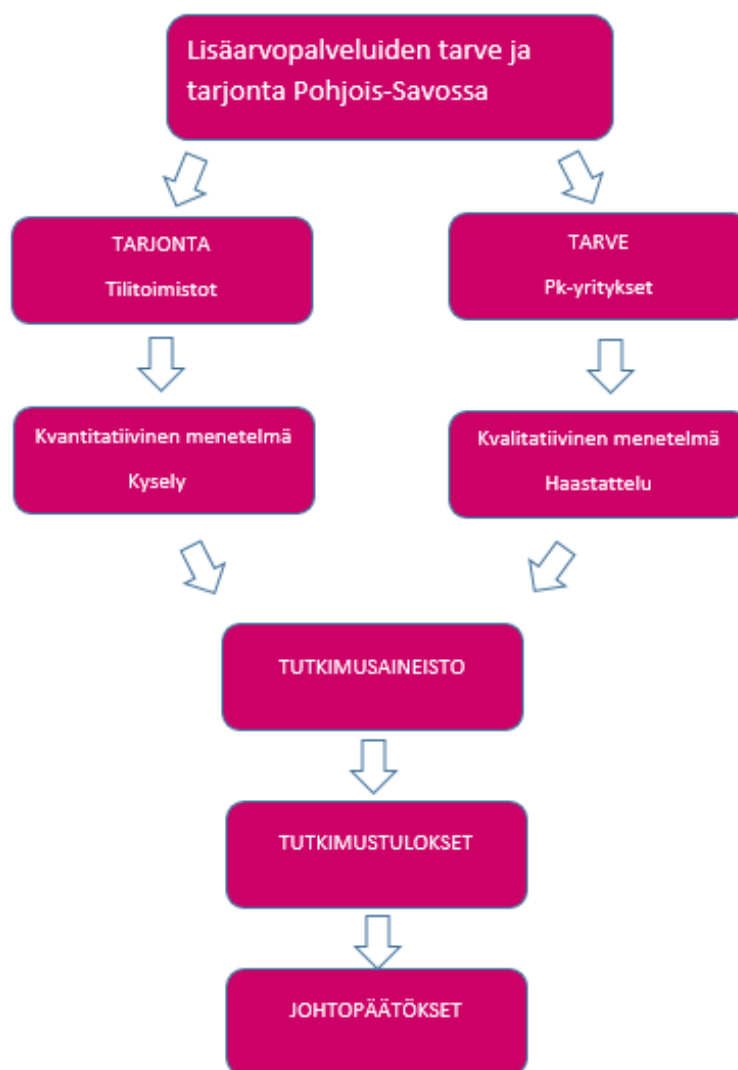 Lisäarvopalveluiden tarve ja
tarjonta Pohjois-Savossa
TARJONTA
Tilitoimistot
TARVE
Pk-yritykset
Kvantitatiivinen menetelmä
Kysely
Kvalitatiivinen menetelmä
Haastattelu
TUTKIMUSAINEISTO
TUTKIMUSTULOKSET
JOHTOPÄÄTÖKSET